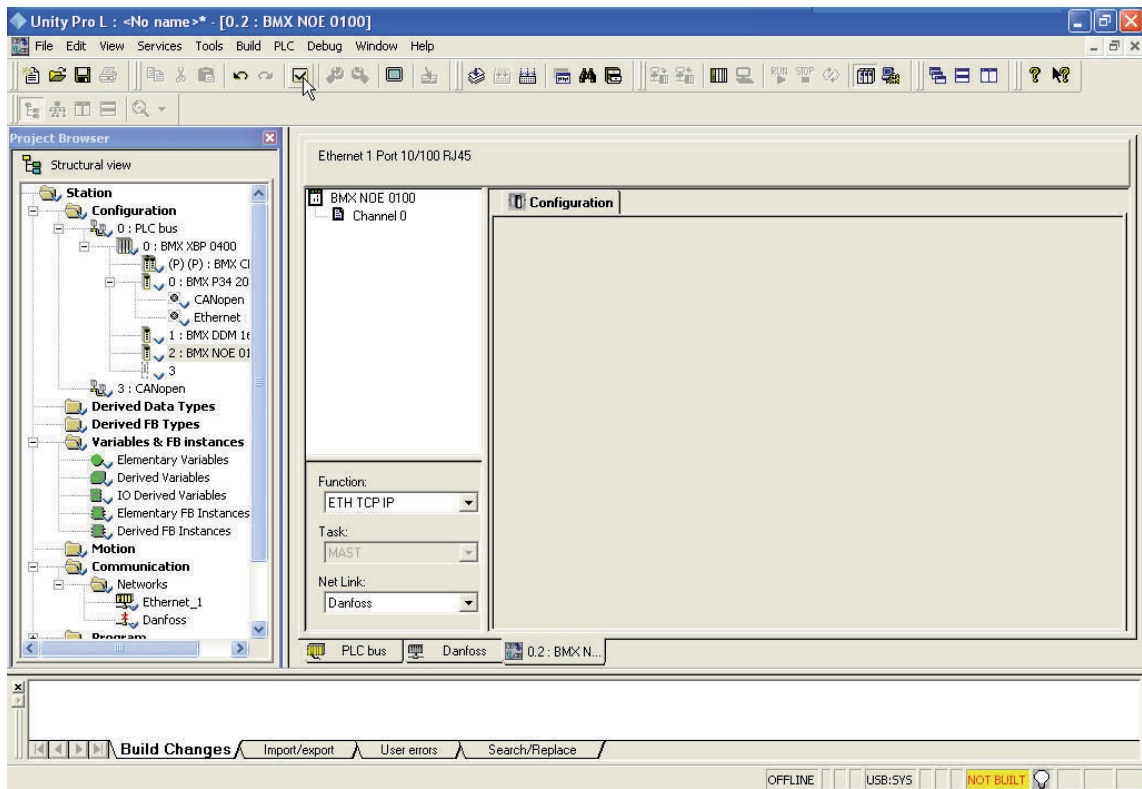 Unity Pro L : <No name>* - [0.2 : BMX NOE 0100]
File Edit View Services Tools Build PLC Debug Window Help
RUN STOP
Project Browser
Structural view
Station
Configuration
0 : PLC bus
0 : BMX XBP 0400
(P) (P) : BMX C
0 : BMX P34 20
CANopen
Ethernet
1 : BMX DDM 16
2 : BMX NOE 01
3
3 : CANopen
Derived Data Types
Derived FB Types
Variables & FB instances
Elementary Variables
Derived Variables
IO Derived Variables
Elementary FB Instances
Derived FB Instances
Motion
Communication
Networks
Ethernet_1
Danfoss
Program
Ethernet 1 Port 10/100 RJ45
BMX NOE 0100
Channel 0
Configuration
Function:
ETH TCP IP
Task:
MAST
Net Link:
Danfoss
PLC bus Danfoss 0.2 : BMX N...
Build Changes Import/export User errors Search/Replace
OFFLINE USB:SYS NOT BUILT